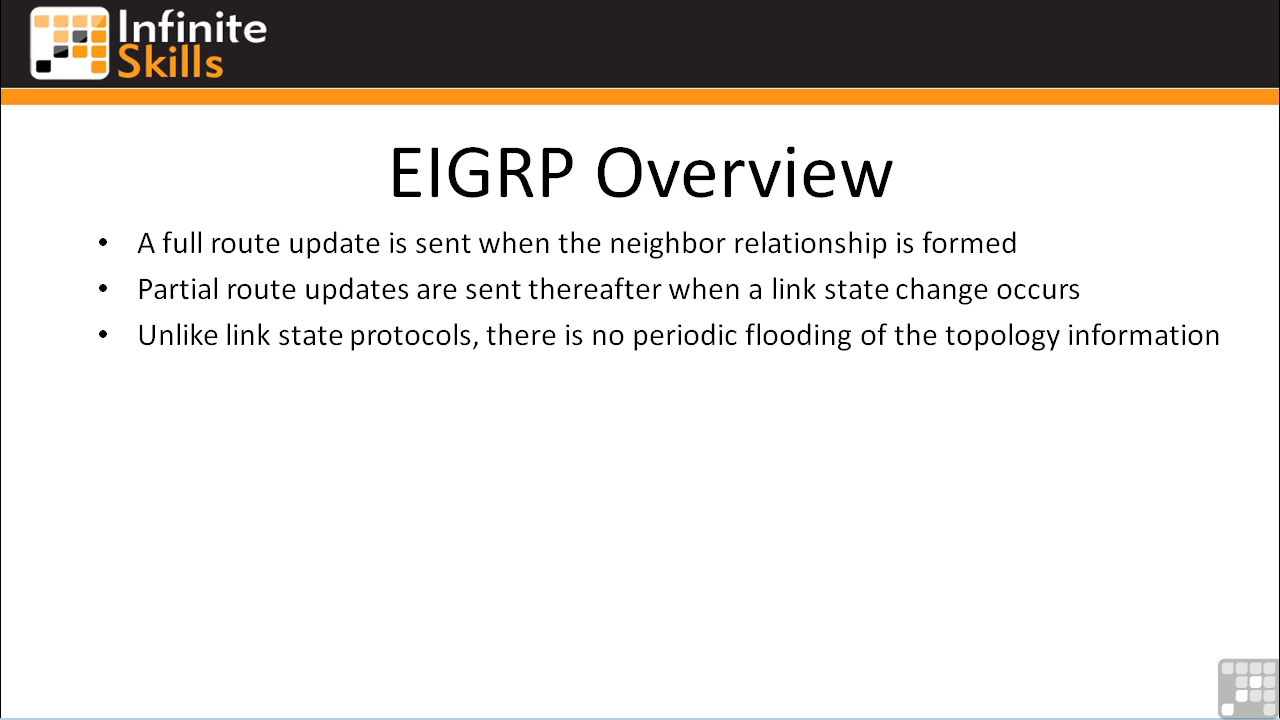 Infinite
Skills
EIGRP Overview
• A full route update is sent when the neighbor relationship is formed
• Partial route updates are sent thereafter when a link state change occurs
• Unlike link state protocols, there is no periodic flooding of the topology information